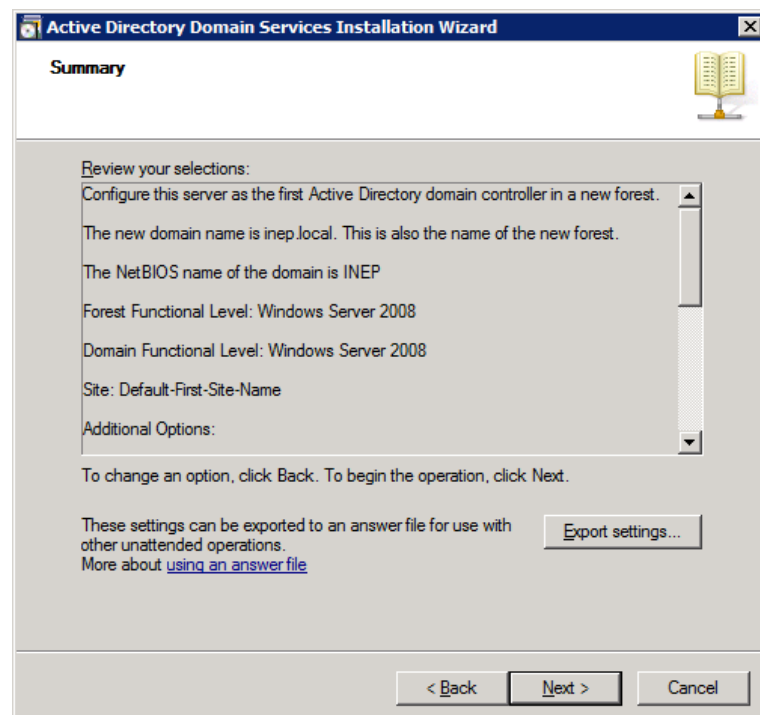 Active Directory Domain Services Installation Wizard
Summary
Review your selections:
Configure this server as the first Active Directory domain controller in a new forest.
The new domain name is inep.local. This is also the name of the new forest.
The NetBIOS name of the domain is INEP
Forest Functional Level: Windows Server 2008
Domain Functional Level: Windows Server 2008
Site: Default-First-Site-Name
Additional Options:
To change an option, click Back. To begin the operation, click Next.
These settings can be exported to an answer file for use with
other unattended operations.
More about using an answer file
Export settings...
< Back
Next >
Cancel